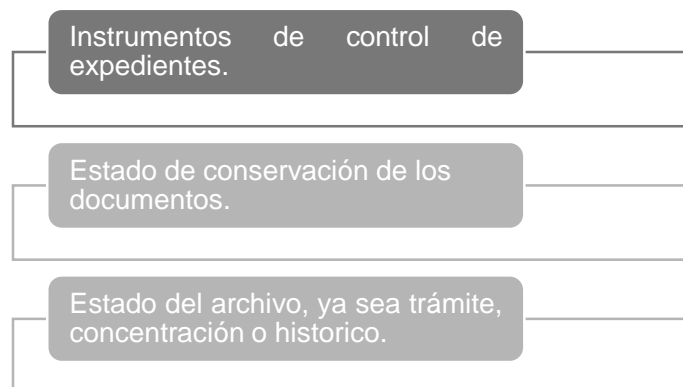 Instrumentos de control de
expedientes.
Estado de conservación de los
documentos.
Estado del archivo, ya sea trámite,
concentración o historico.